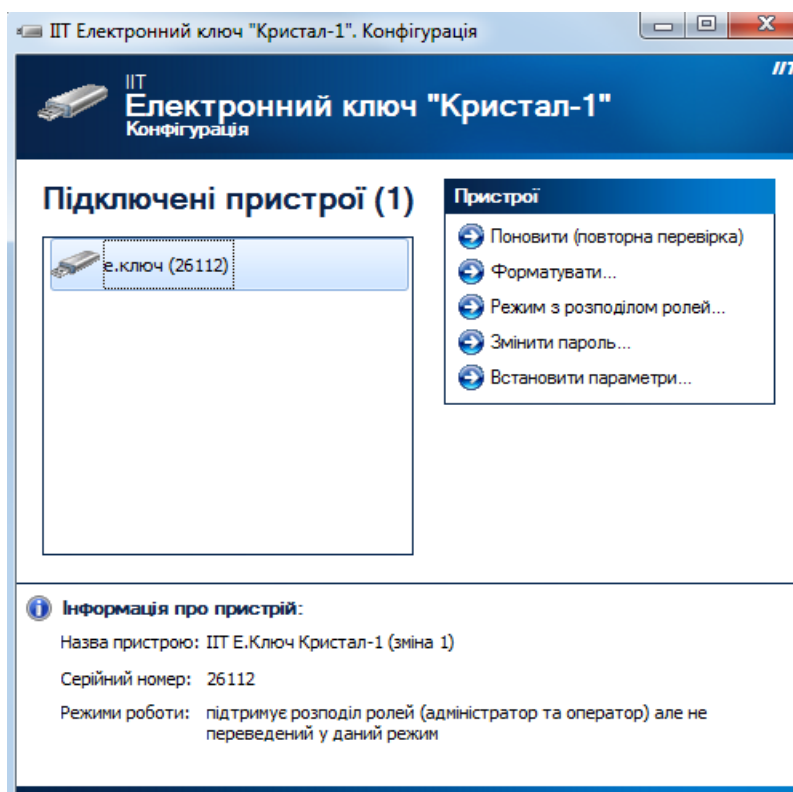 ІІТ Електронний ключ "Кристал-1". Конфігурація
ІІТ
ІІТ
Електронний ключ "Кристал-1"
Конфігурація
Підключені пристрої (1)
е.ключ (26112)
Пристрої
Поновити (повторна перевірка)
Форматувати...
Режим з розподілом ролей...
Змінити пароль...
Встановити параметри...
Інформація про пристрій:
Назва пристрою: ІІТ Е.Ключ Кристал-1 (зміна 1)
Серійний номер: 26112
Режими роботи: підтримує розподіл ролей (адміністратор та оператор) але не
переведений у даний режим